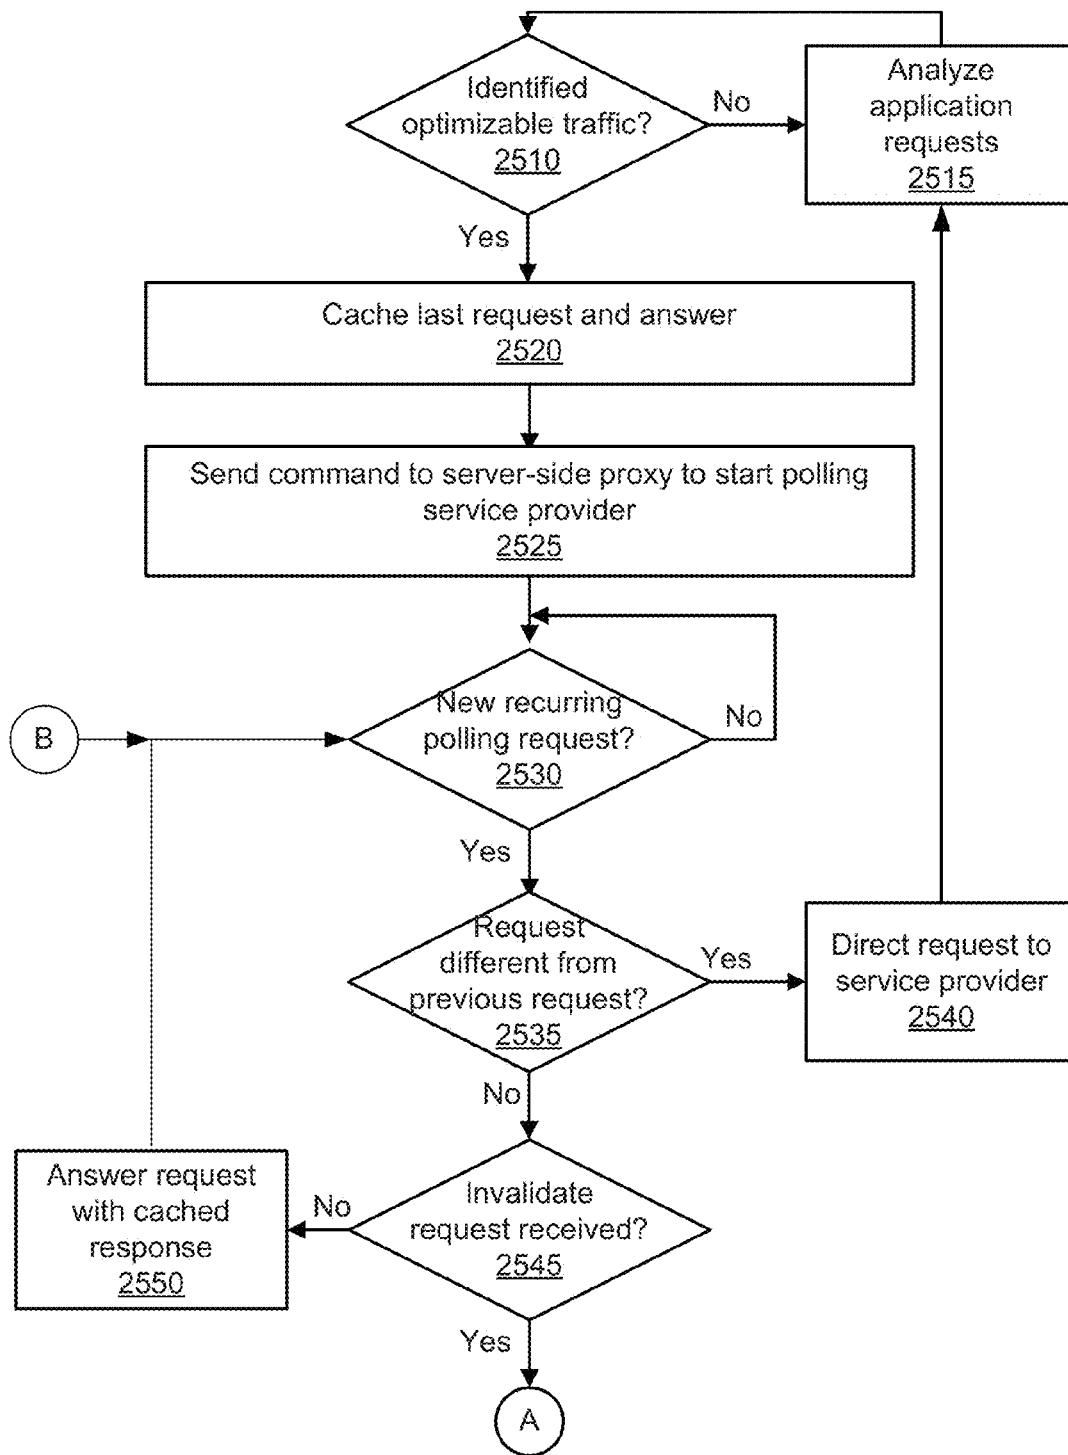 Identified
optimizable traffic?
2510
No
Analyze
application
requests
2515
Yes
Cache last request and answer
2520
Send command to server-side proxy to start polling
service provider
2525
B
New recurring
polling request?
2530
No
Yes
Request
different from
previous request?
2535
Yes
Direct request to
service provider
2540
No
Answer request
with cached
response
2550
No
Invalidate
request received?
2545
Yes
A